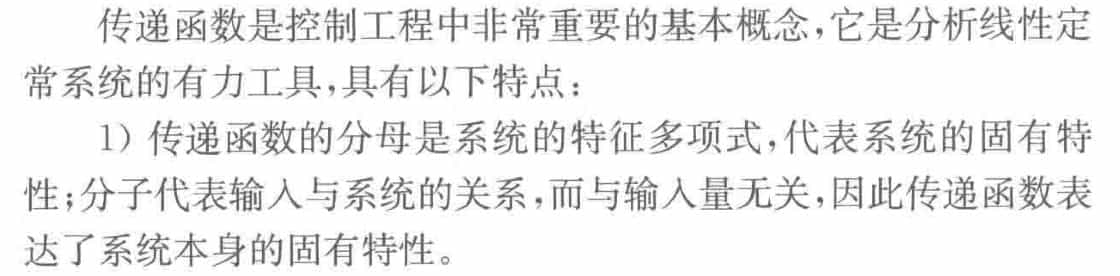 传递函数是控制工程中非常重要的基本概念,它是分析线性定
常系统的有力工具,具有以下特点:
1) 传递函数的分母是系统的特征多项式,代表系统的固有特
性;分子代表输入与系统的关系,而与输入量无关,因此传递函数表
达了系统本身的固有特性。